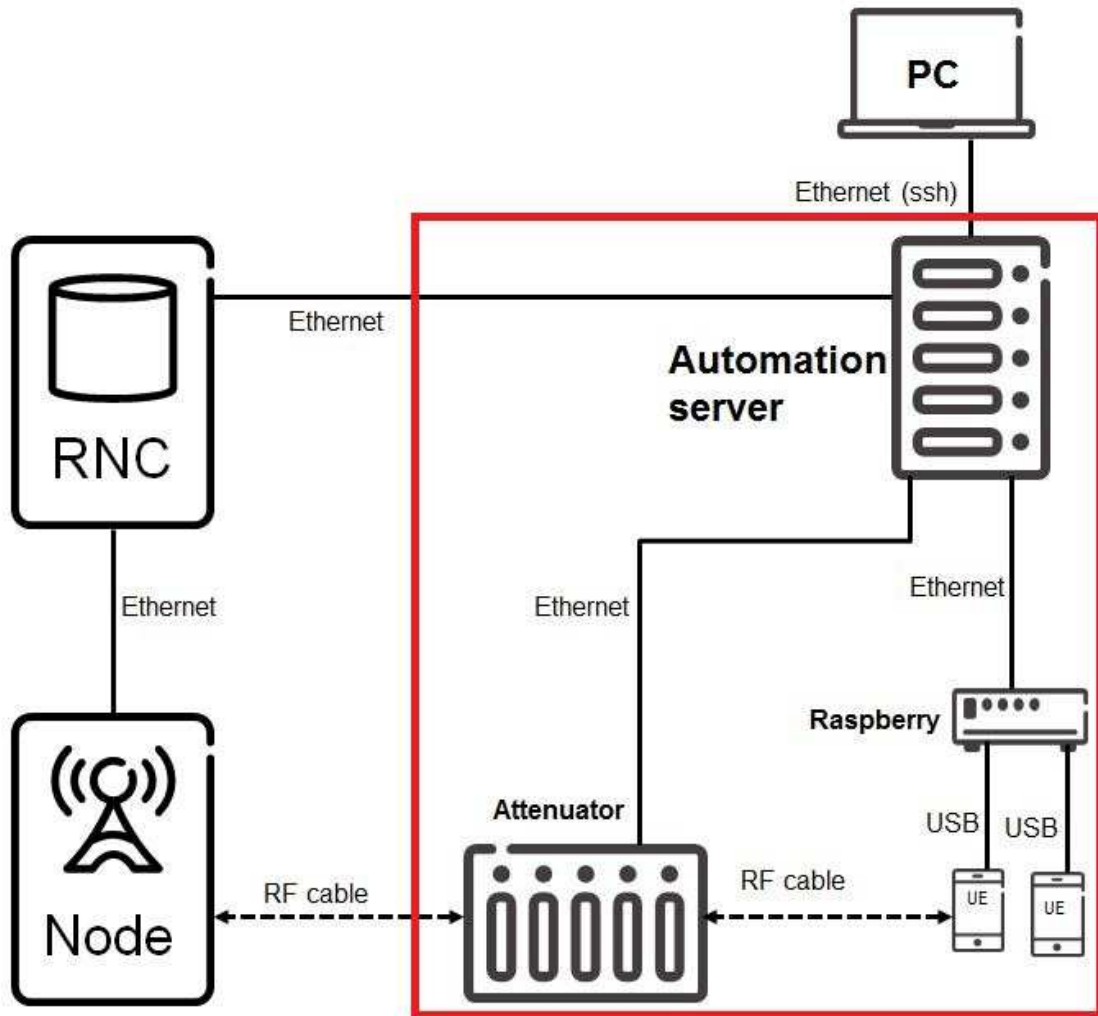 PC
Ethernet (ssh)
Ethernet
Automation
server
RNC
Ethernet
Ethernet
Ethernet
Raspberry
Attenuator
USB
USB
RF cable
RF cable
UE
UE
Node